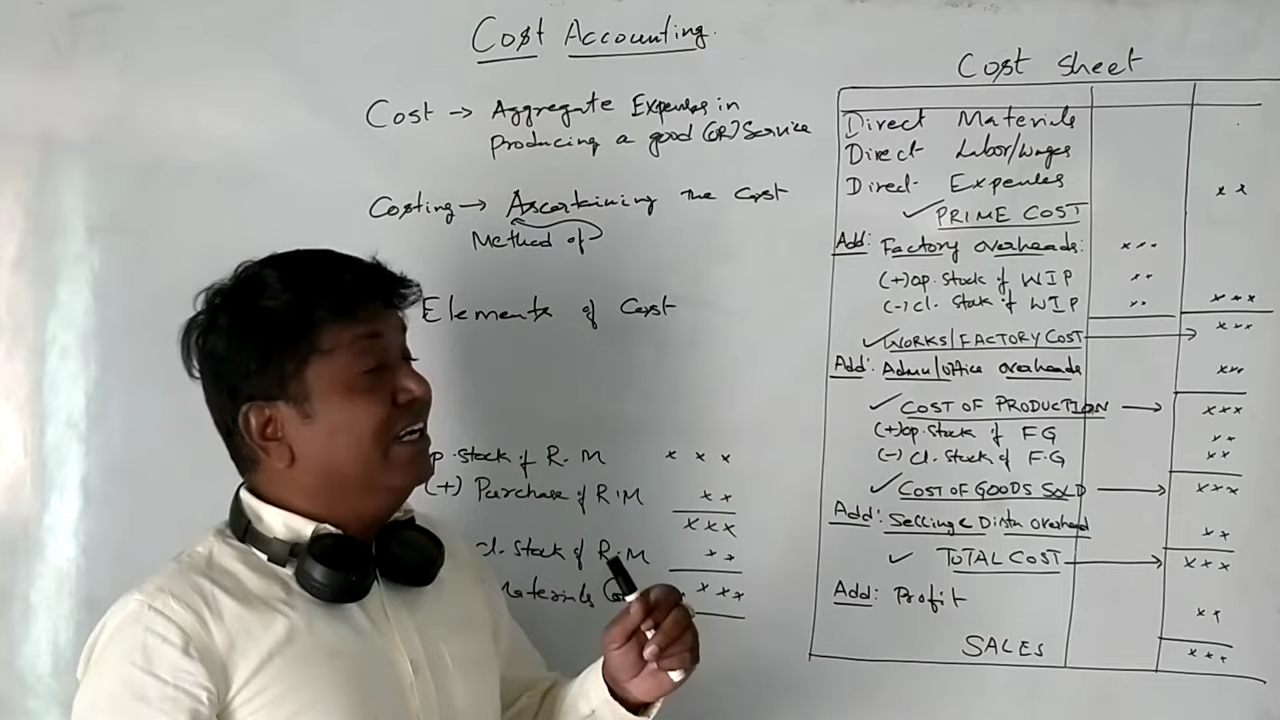 Cost Accounting.
Cost → Aggregate Expenses in
Producing a good (OR) Service
Costing → Ascertaining the Cost
Method of
Elements of Cost
p. Stock of R.M x x x
(+) Purchase of R.M x x
x x x
l. Stock of R.M x x
aterials x x x
Cost Sheet
Direct Materials
Direct Labor/Wages
Direct Expenses x x
✓ PRIME COST
Add: Factory overheads: x x x
(+) op. Stock of WIP x x
(-) cl. Stock of WIP x x x x x
✓ WORKS/FACTORY COST → x x x
Add: Admn/office overheads x x x
✓ COST OF PRODUCTION → x x x
(+) op. Stock of FG x x
(-) cl. Stock of FG x x
✓ COST OF GOODS SOLD → x x x
Add: Selling & Distn overhead x x
✓ TOTAL COST → x x x
Add: Profit x x
SALES x x x